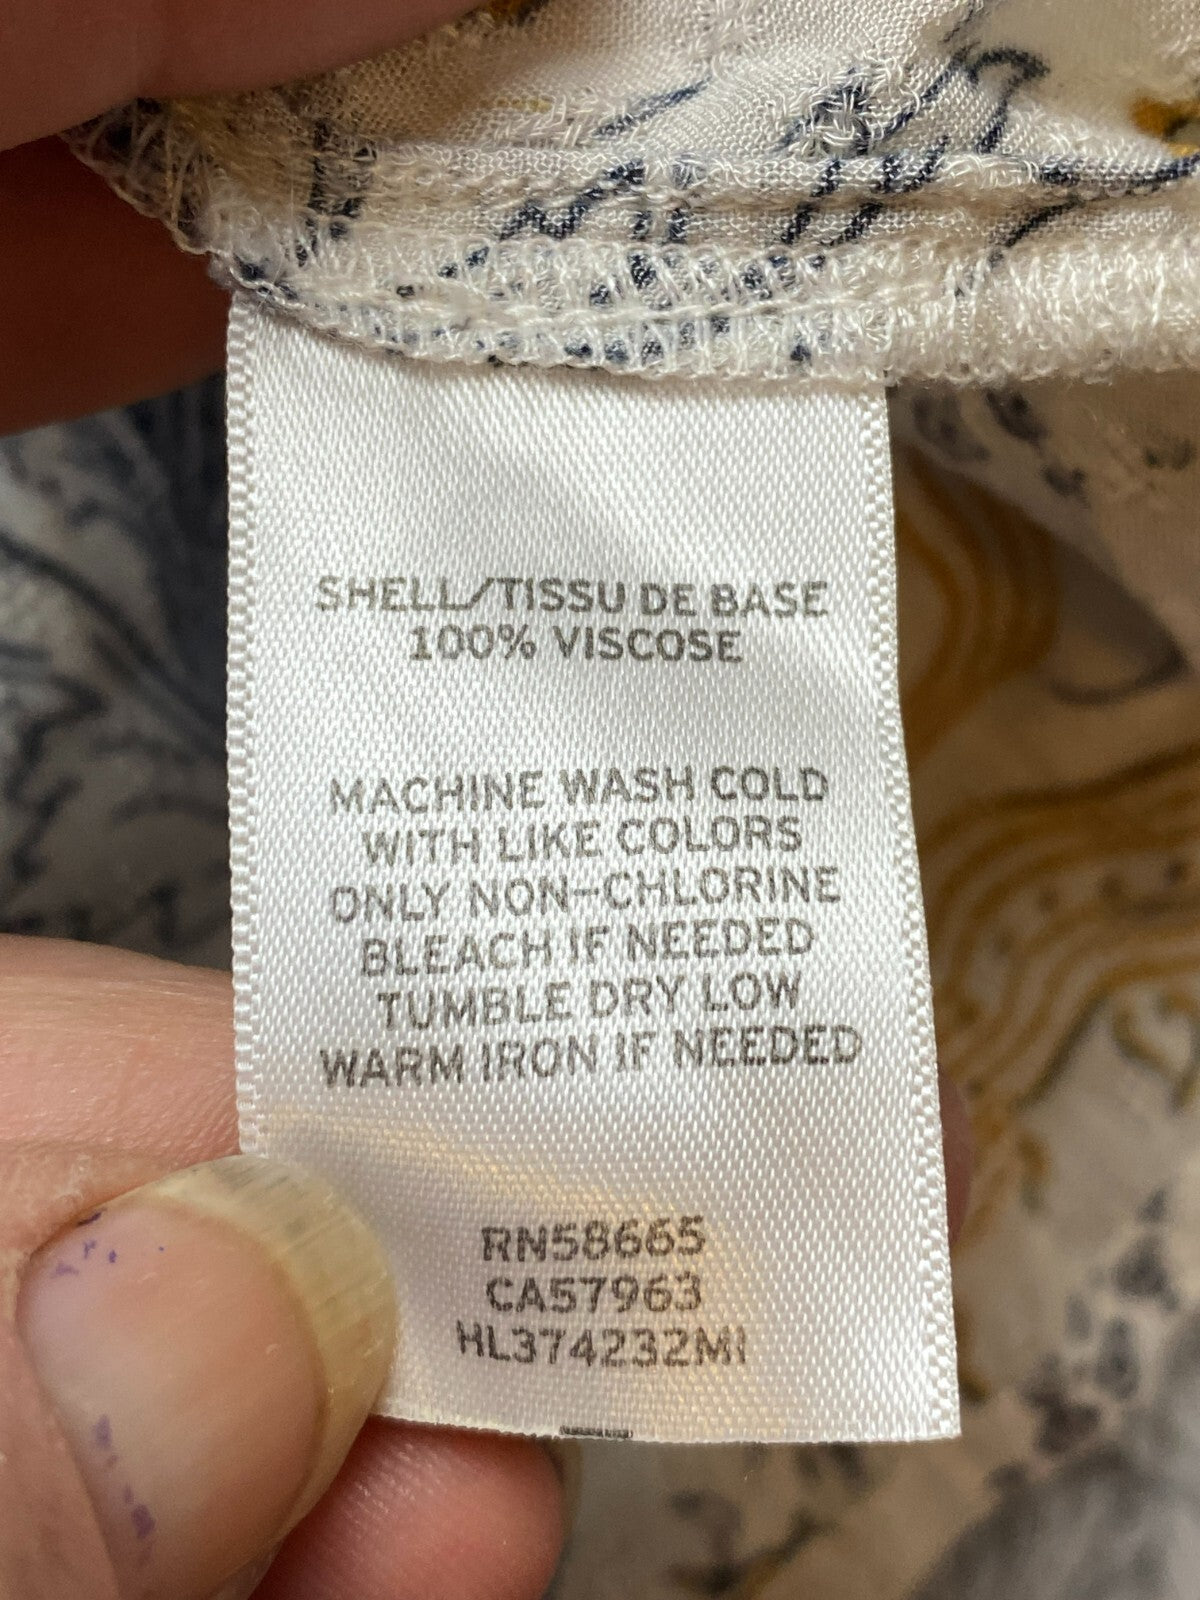 SHELL/TISSU DE BASE
100% VISCOSE
MACHINE WASH COLD
WITH LIKE COLORS
ONLY NON-CHLORINE
BLEACH IF NEEDED
TUMBLE DRY LOW
WARM IRON IF NEEDED
RN58665
CA57963
HL374232MI